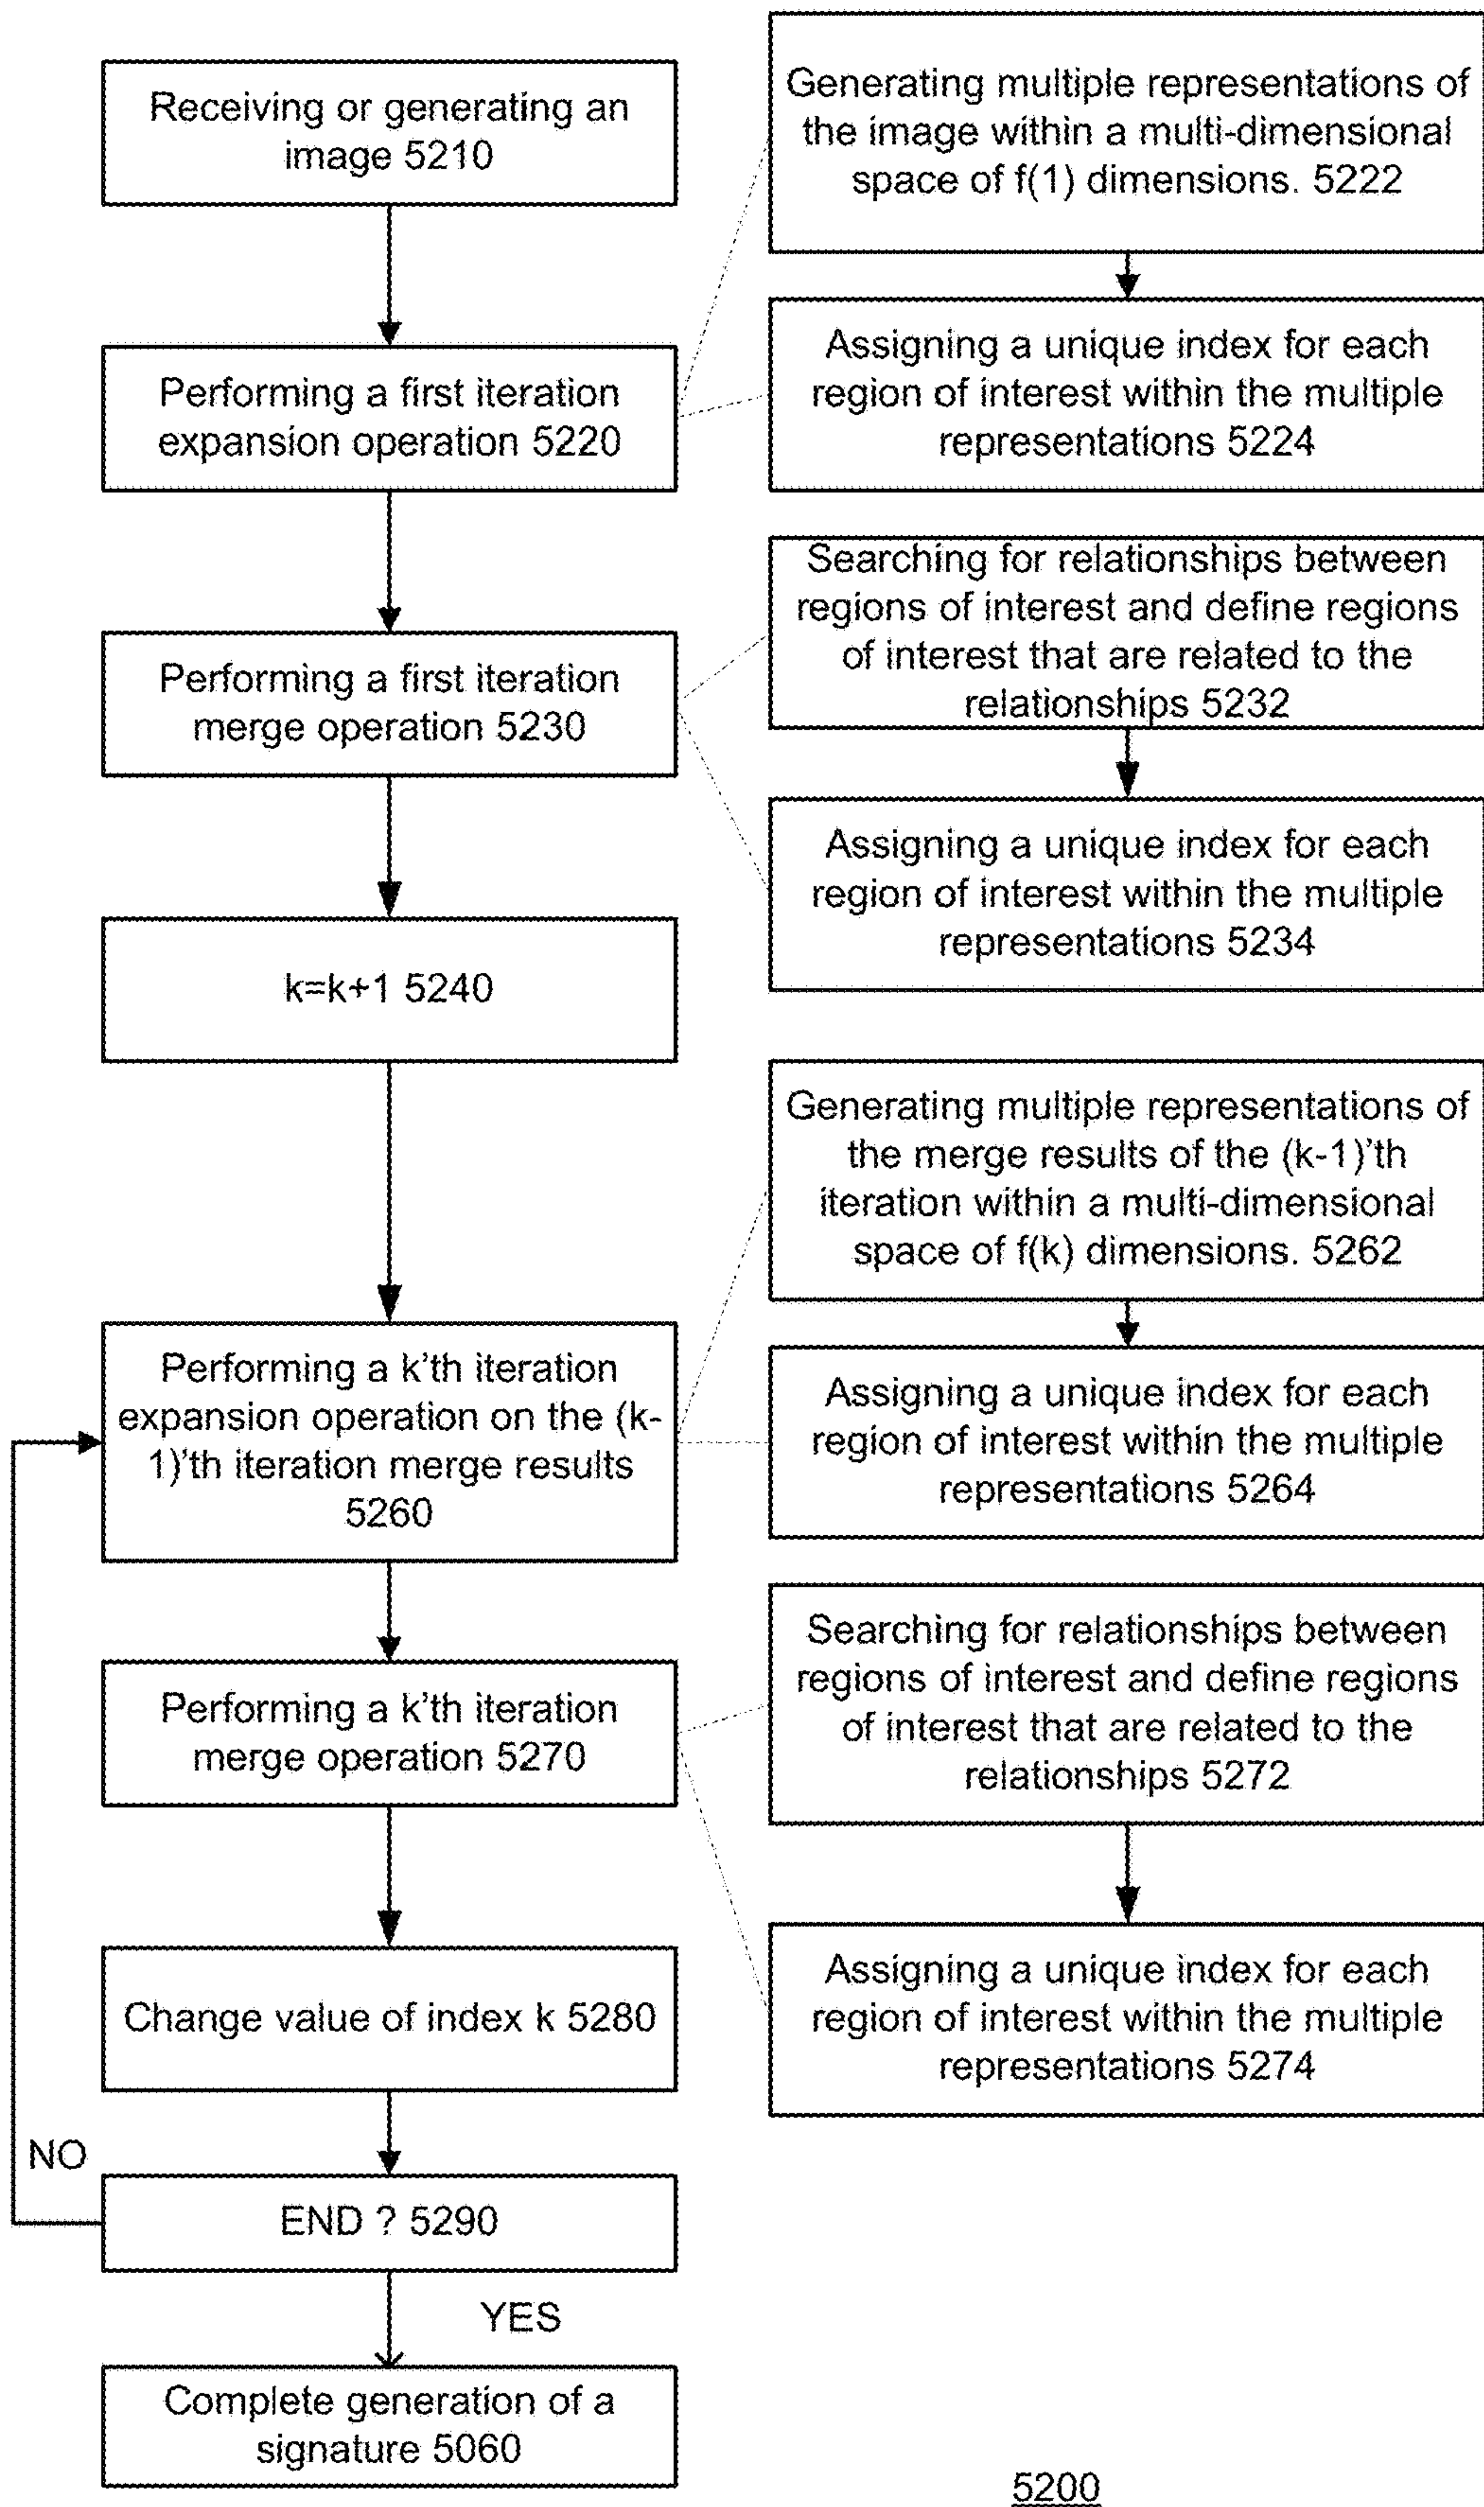 Receiving or generating an
image 5210
Generating multiple representations of
the image within a multi-dimensional
space of f(1) dimensions. 5222
Performing a first iteration
expansion operation 5220
Assigning a unique index for each
region of interest within the multiple
representations 5224
Performing a first iteration
merge operation 5230
Searching for relationships between
regions of interest and define regions
of interest that are related to the
relationships 5232
Assigning a unique index for each
region of interest within the multiple
representations 5234
k=k+1 5240
Generating multiple representations of
the merge results of the (k-1)'th
iteration within a multi-dimensional
space of f(k) dimensions. 5262
Performing a k'th iteration
expansion operation on the (k-
1)'th iteration merge results
5260
Assigning a unique index for each
region of interest within the multiple
representations 5264
Performing a k'th iteration
merge operation 5270
Searching for relationships between
regions of interest and define regions
of interest that are related to the
relationships 5272
Change value of index k 5280
Assigning a unique index for each
region of interest within the multiple
representations 5274
NO
END ? 5290
YES
Complete generation of a
signature 5060
5200